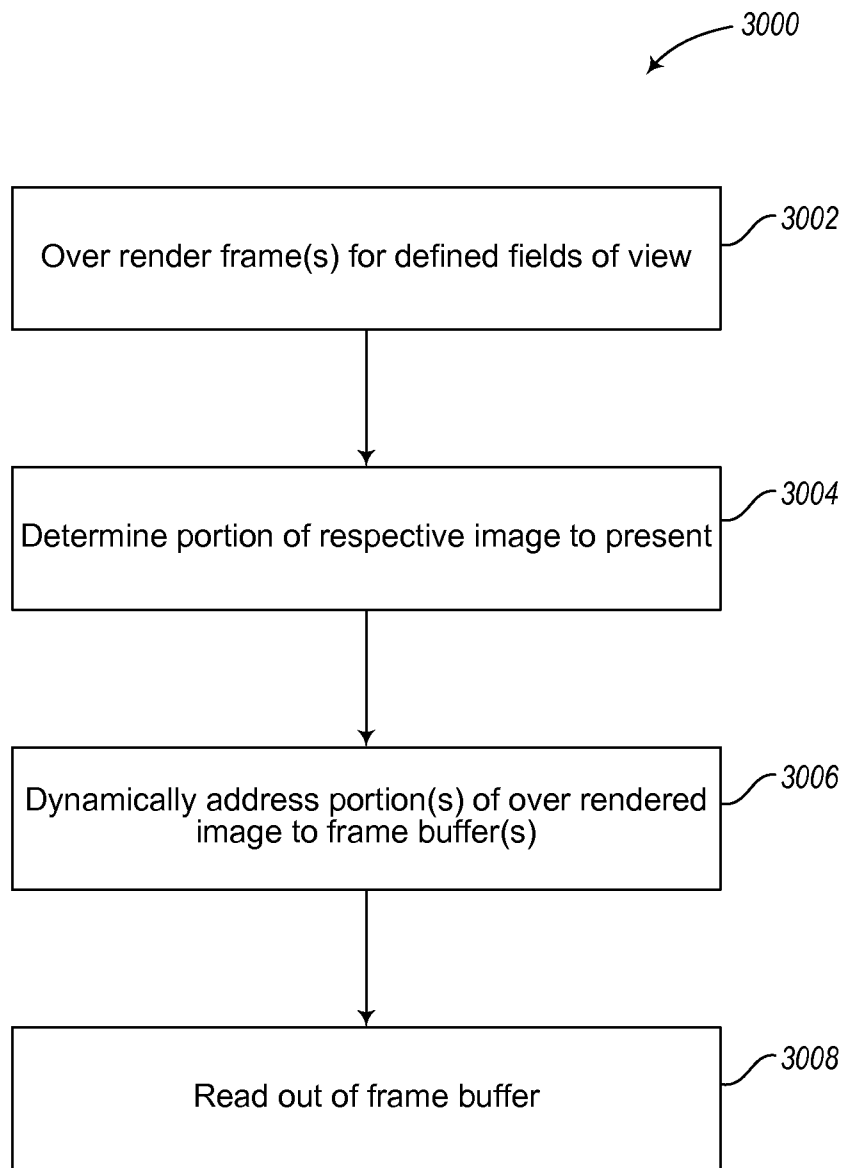 3000
3002
Over render frame(s) for defined fields of view
3004
Determine portion of respective image to present
3006
Dynamically address portion(s) of over rendered
image to frame buffer(s)
3008
Read out of frame buffer